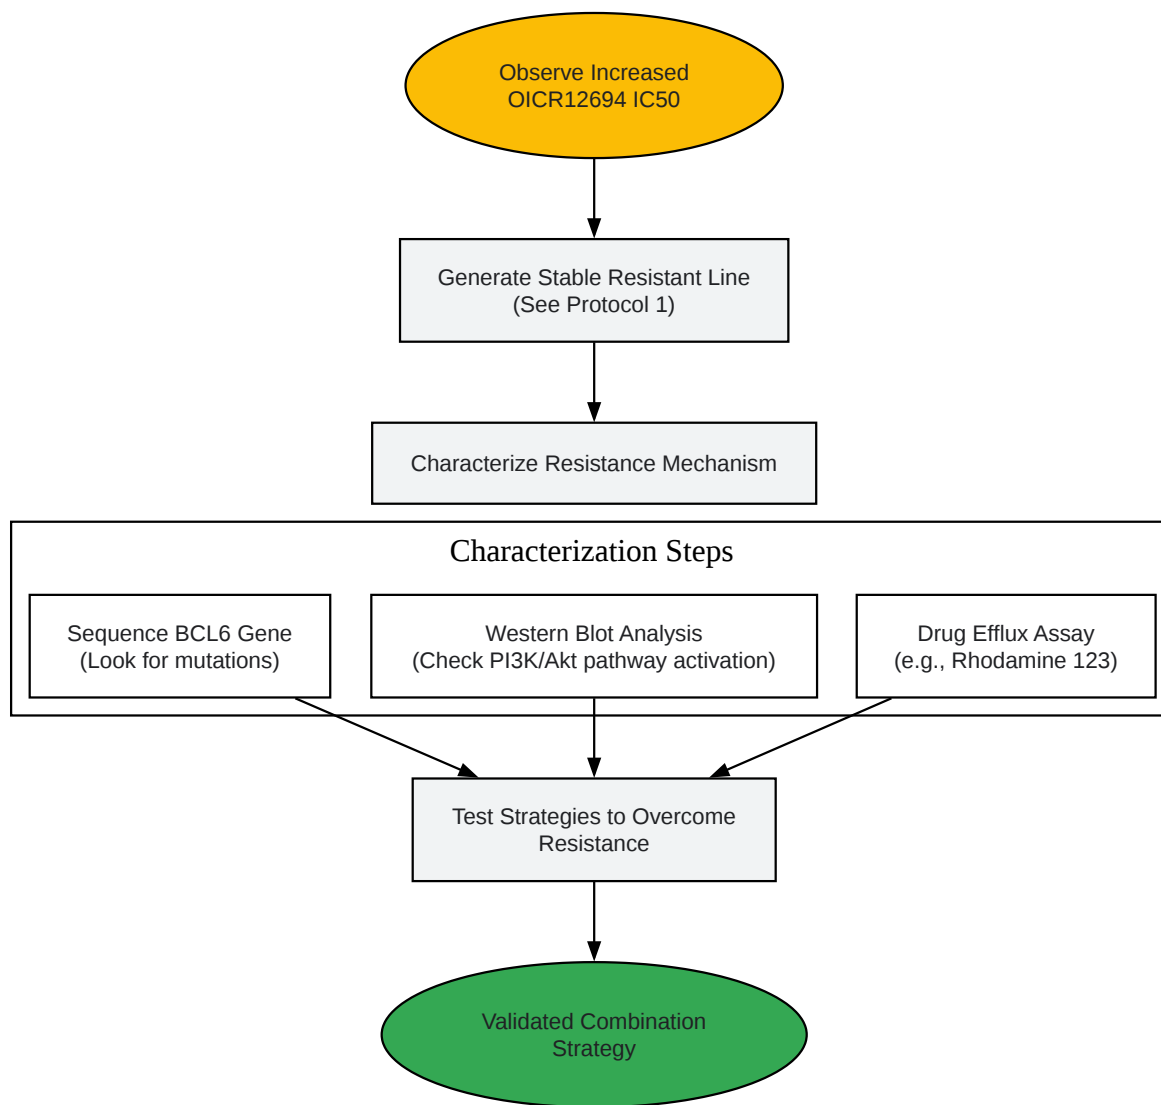 Observe Increased
OICR12694 IC50
Generate Stable Resistant Line
(See Protocol 1)
Characterize Resistance Mechanism
Characterization Steps
Sequence BCL6 Gene
(Look for mutations)
Western Blot Analysis
(Check PI3K/Akt pathway activation)
Drug Efflux Assay
(e.g., Rhodamine 123)
Test Strategies to Overcome
Resistance
Validated Combination
Strategy